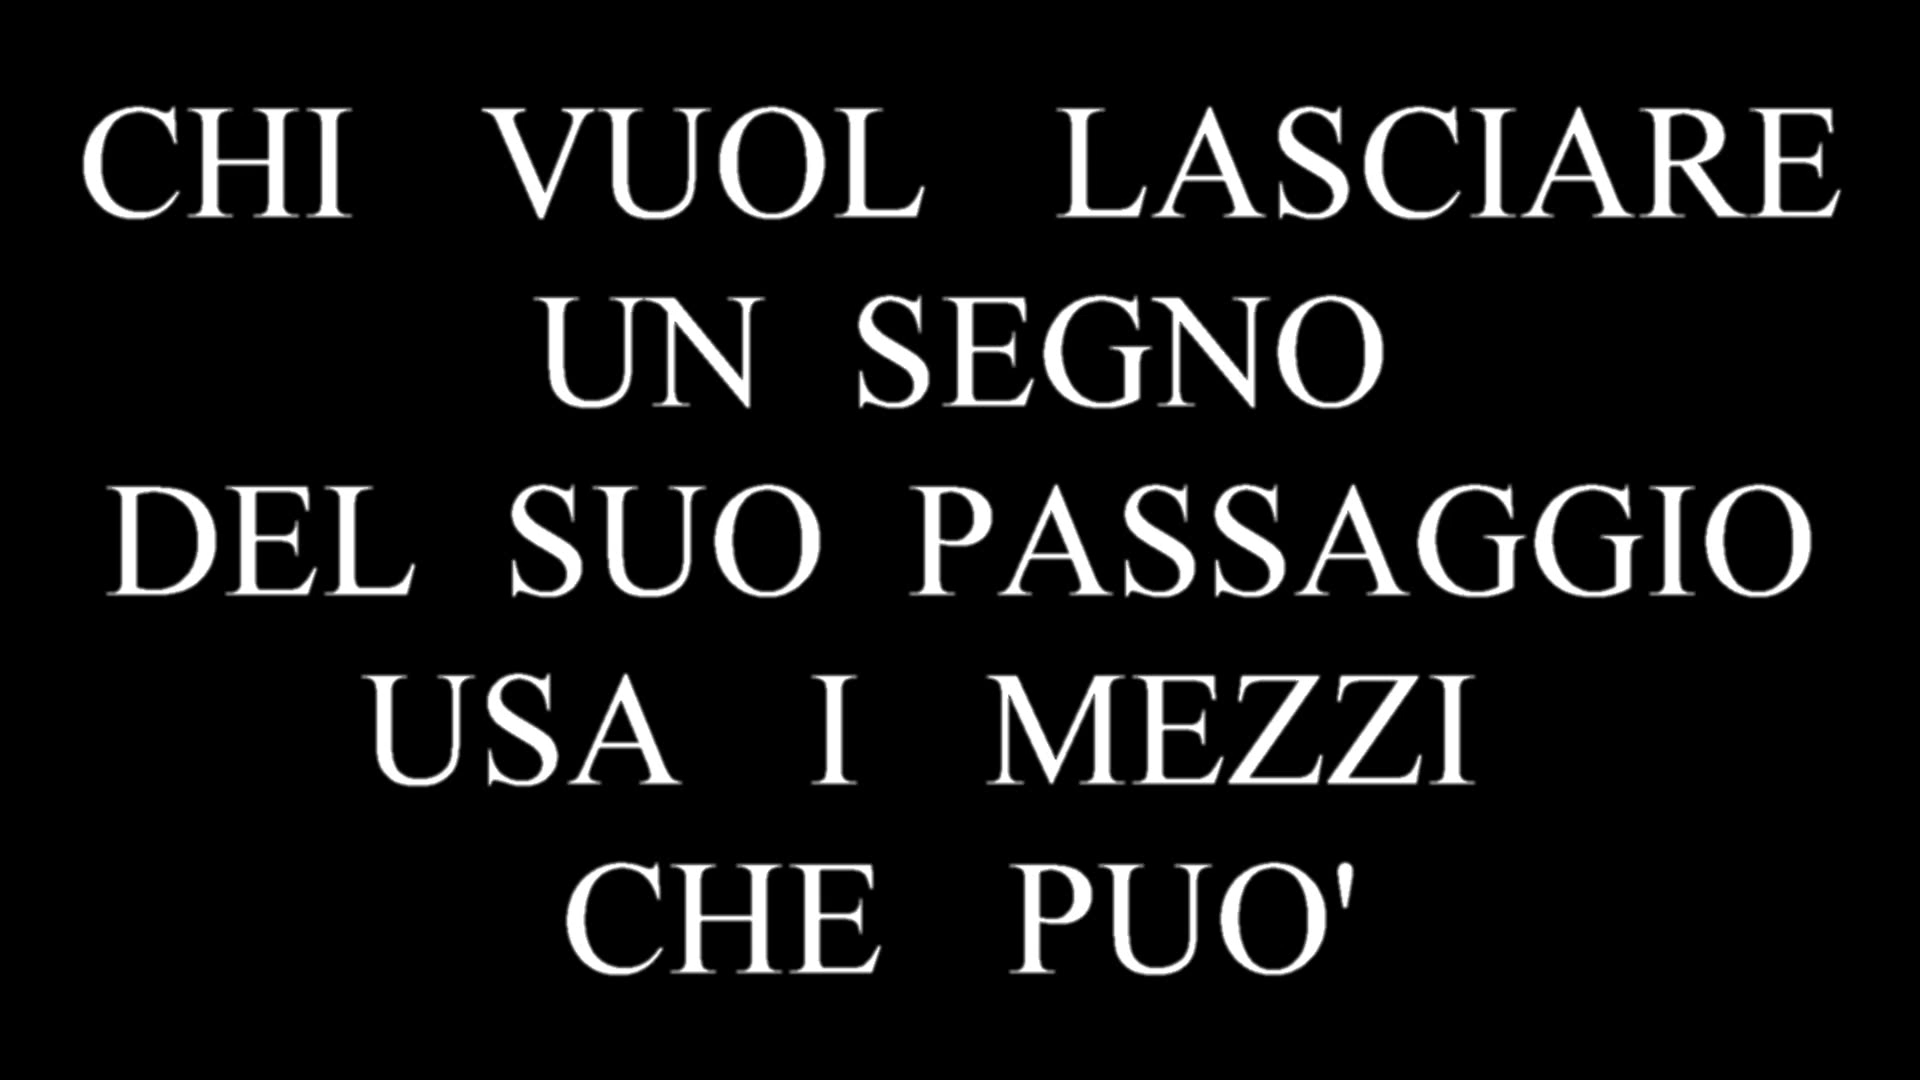 CHI VUOL LASCIARE
UN SEGNO
DEL SUO PASSAGGIO
USA I MEZZI
CHE PUO'